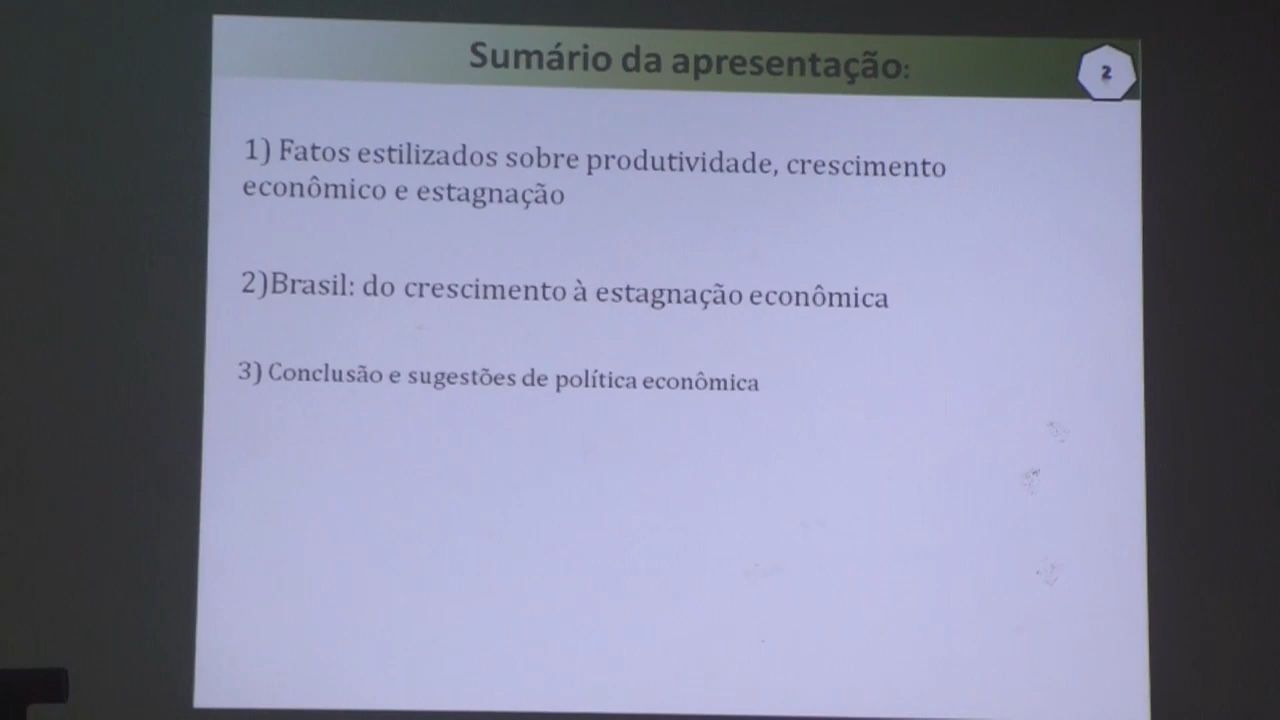 Sumário da apresentação:
2
1) Fatos estilizados sobre produtividade, crescimento
econômico e estagnação
2)Brasil: do crescimento à estagnação econômica
3) Conclusão e sugestões de política econômica